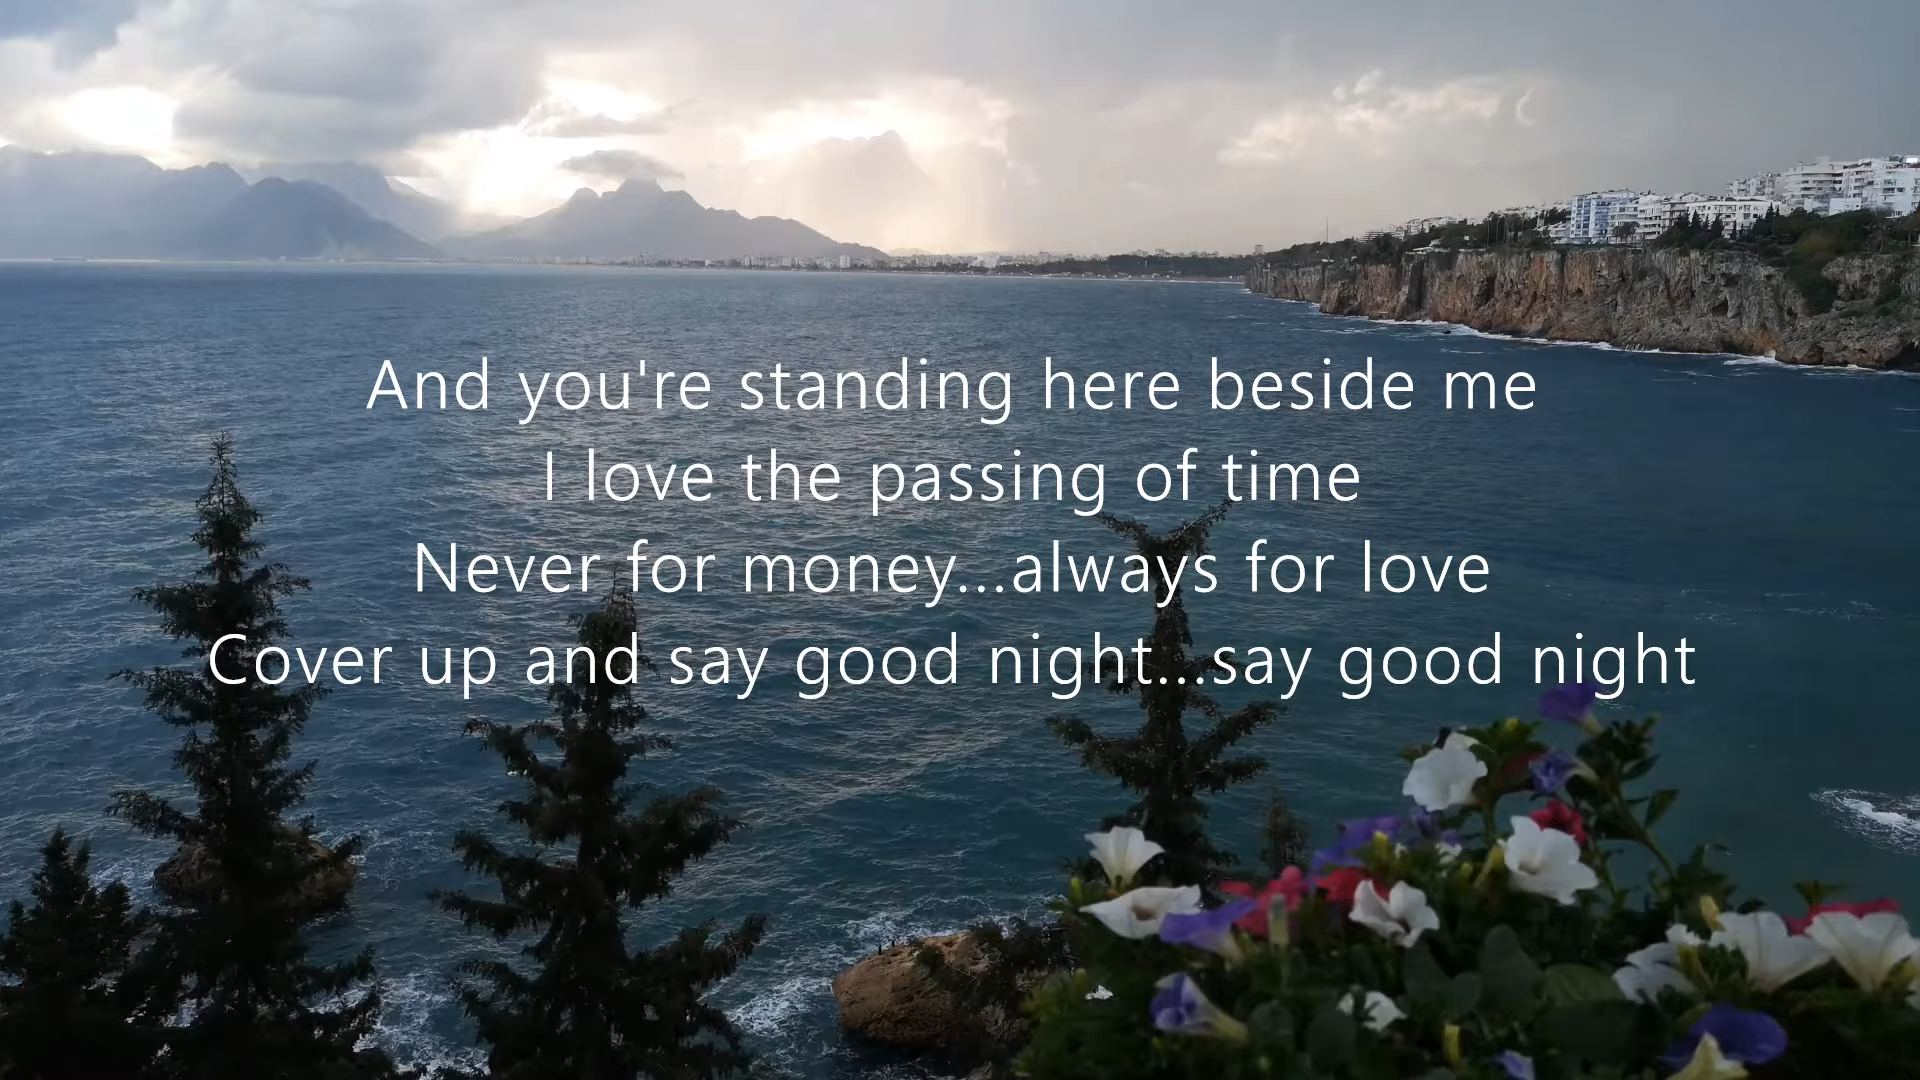 And you're standing here beside me
I love the passing of time
Never for money...always for love
Cover up and say good night...say good night